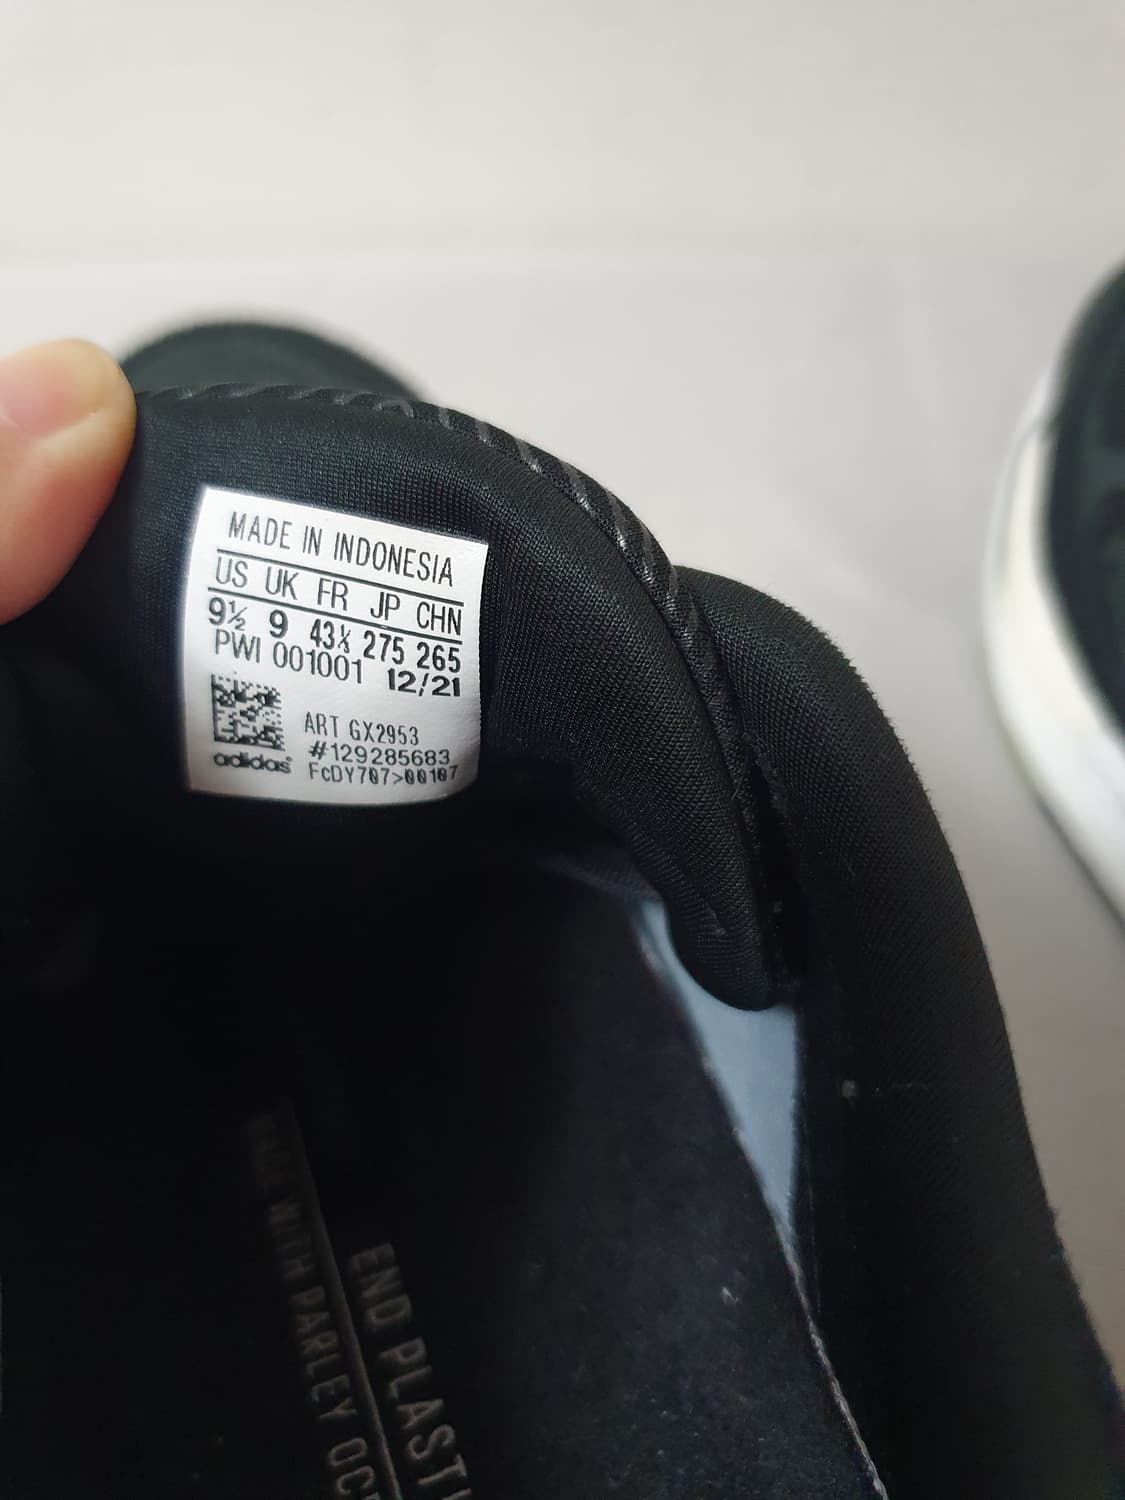 MADE IN INDONESIA
US UK FR JP CHN
9½ 9 43⅓ 275 265
PWI 001001 12/21
ART GX2953
#129285683
FcDY707>00107
adidas
END PLAST
MADE WITH PARLEY OC